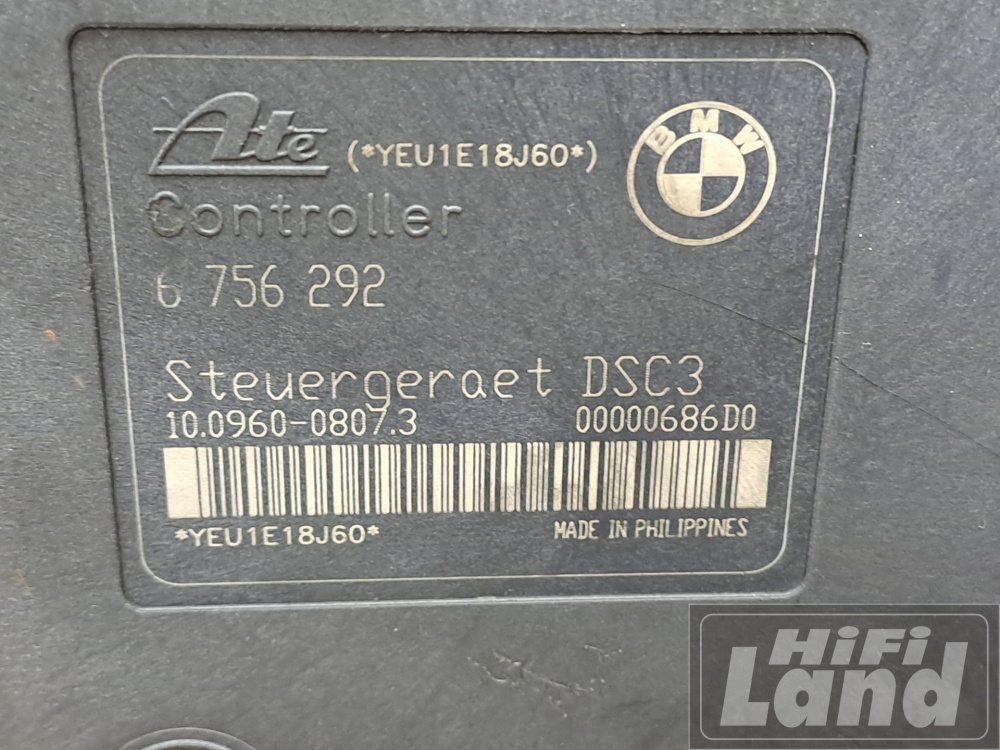 Ate (*YEU1E18J60*) BMW
Controller
6 756 292
Steuergeraet DSC3
10.0960-0807.3 00000686D0
*YEU1E18J60* MADE IN PHILIPPINES
HiFi
Land